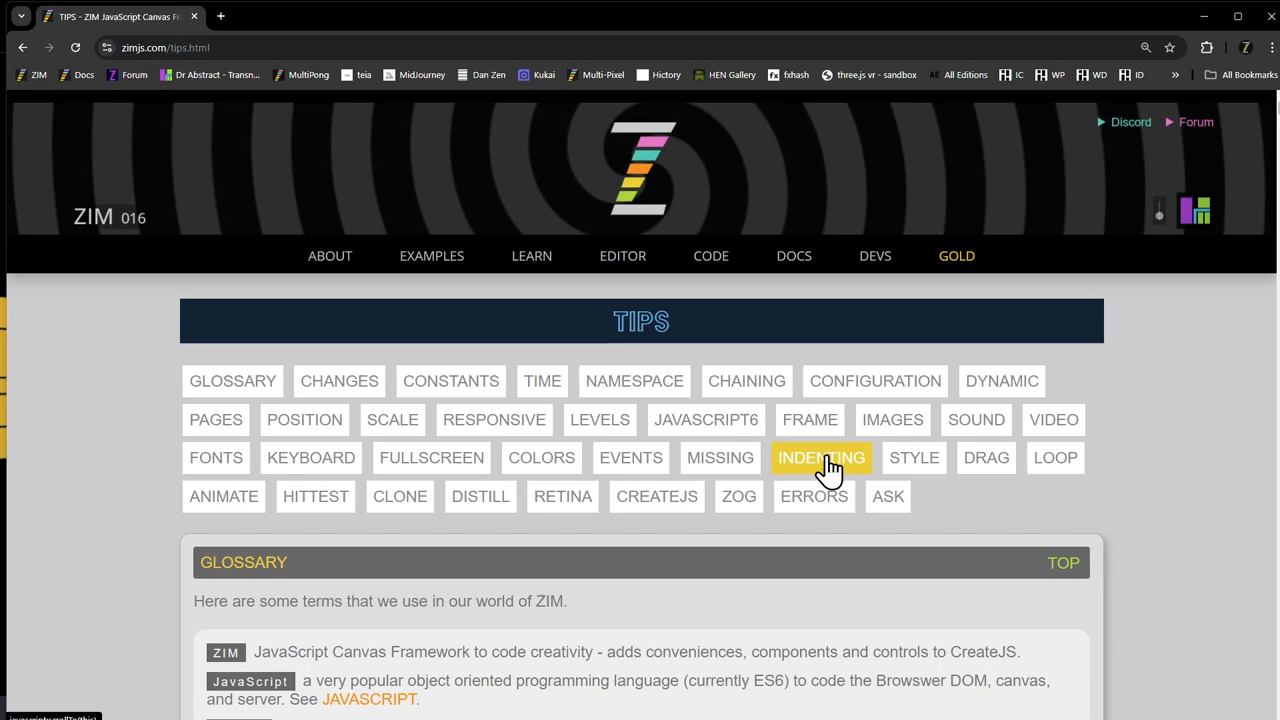 TIPS - ZIM JavaScript Canvas Fr
zimjs.com/tips.html
ZIM Docs Forum Dr Abstract - Transn... MultiPong teia MidJourney Dan Zen Kukai Multi-Pixel Hictory HEN Gallery fxhash three.js vr - sandbox All Editions IC WP WD ID » All Bookmarks
Discord Forum
ZIM 016
ABOUT EXAMPLES LEARN EDITOR CODE DOCS DEVS GOLD
TIPS
GLOSSARY CHANGES CONSTANTS TIME NAMESPACE CHAINING CONFIGURATION DYNAMIC
PAGES POSITION SCALE RESPONSIVE LEVELS JAVASCRIPT6 FRAME IMAGES SOUND VIDEO
FONTS KEYBOARD FULLSCREEN COLORS EVENTS MISSING INDENTING STYLE DRAG LOOP
ANIMATE HITTEST CLONE DISTILL RETINA CREATEJS ZOG ERRORS ASK
GLOSSARY TOP
Here are some terms that we use in our world of ZIM.
ZIM JavaScript Canvas Framework to code creativity - adds conveniences, components and controls to CreateJS.
JavaScript a very popular object oriented programming language (currently ES6) to code the Browswer DOM, canvas,
and server. See JAVASCRIPT.